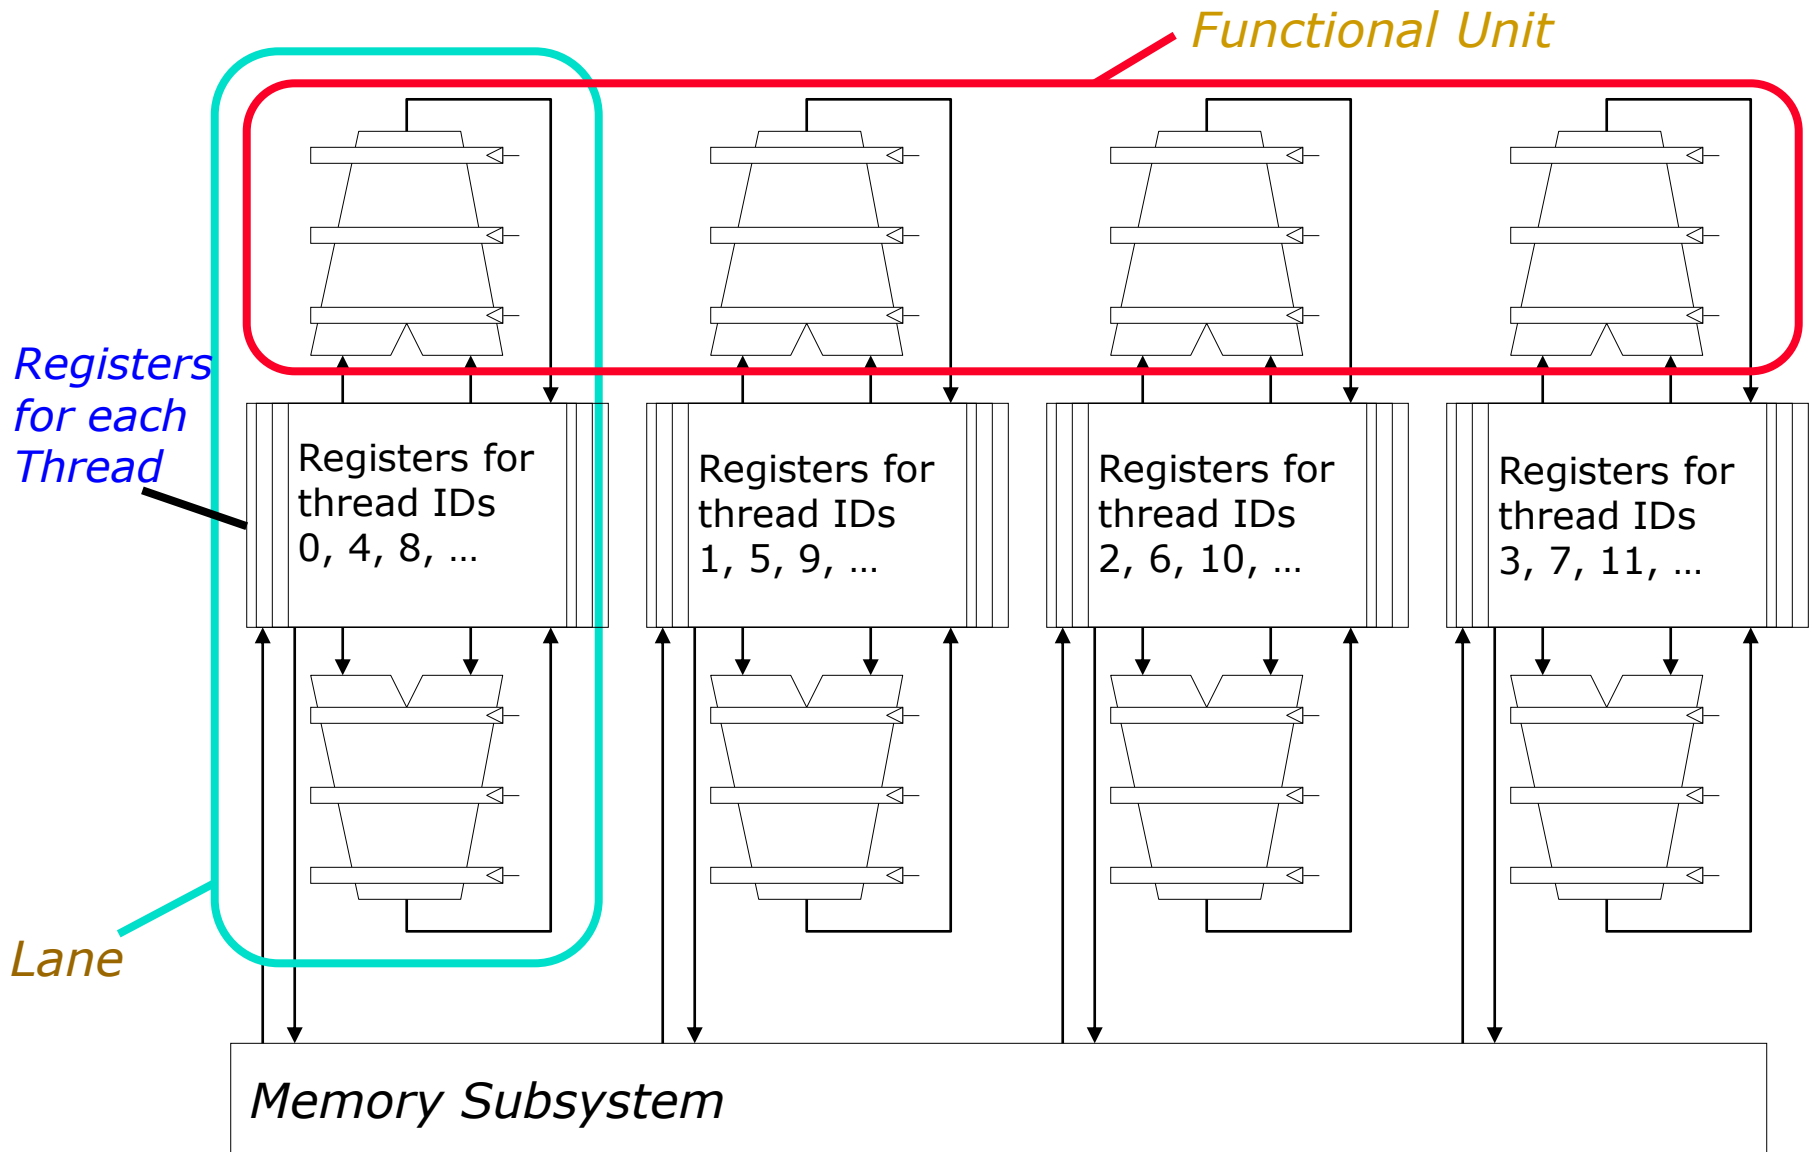 Functional Unit
Registers
for each
Thread
Registers for
thread IDs
0, 4, 8, ...
Registers for
thread IDs
1, 5, 9, ...
Registers for
thread IDs
2, 6, 10, ...
Registers for
thread IDs
3, 7, 11, ...
Lane
Memory Subsystem